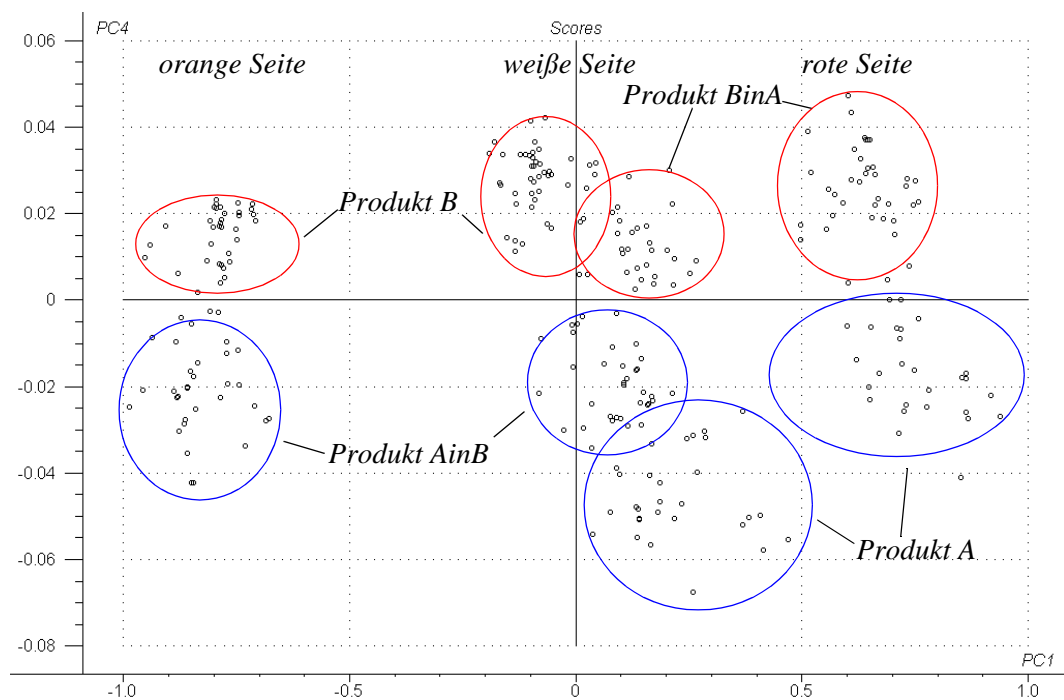 PC4
Scores
0.06
orange Seite
weiße Seite
rote Seite
Produkt BinA
0.04
Produkt B
0.02
0
-0.02
Produkt AinB
-0.04
Produkt A
-0.06
-0.08
PC1
-1.0
-0.5
0
0.5
1.0